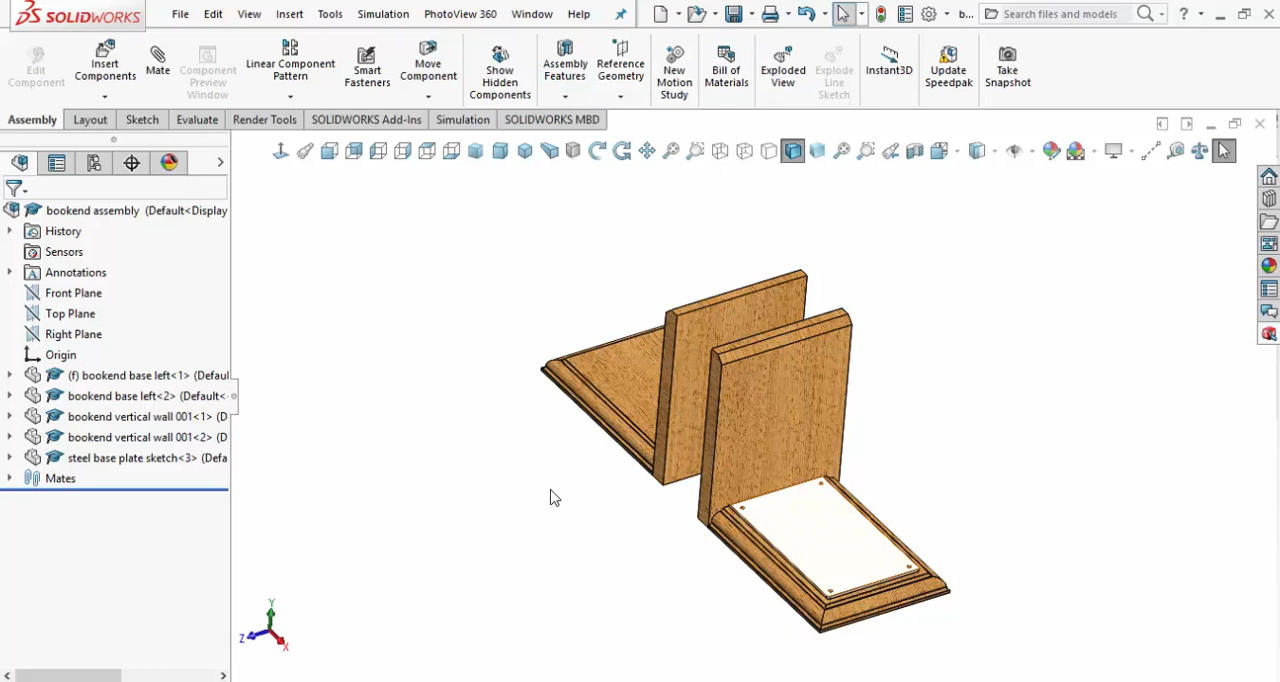 SOLIDWORKS File Edit View Insert Tools Simulation PhotoView 360 Window Help b... Search files and models ?
Edit Component
Insert Components
Mate
Component Preview Window
Linear Component Pattern
Smart Fasteners
Move Component
Show Hidden Components
Assembly Features
Reference Geometry
New Motion Study
Bill of Materials
Exploded View
Explode Line Sketch
Instant3D
Update Speedpak
Take Snapshot
Assembly Layout Sketch Evaluate Render Tools SOLIDWORKS Add-Ins Simulation SOLIDWORKS MBD
bookend assembly (Default<Display
History
Sensors
Annotations
Front Plane
Top Plane
Right Plane
Origin
(f) bookend base left<1> (Defaul
bookend base left<2> (Default<
bookend vertical wall 001<1> (D
bookend vertical wall 001<2> (D
steel base plate sketch<3> (Defa
Mates
Y
Z
X